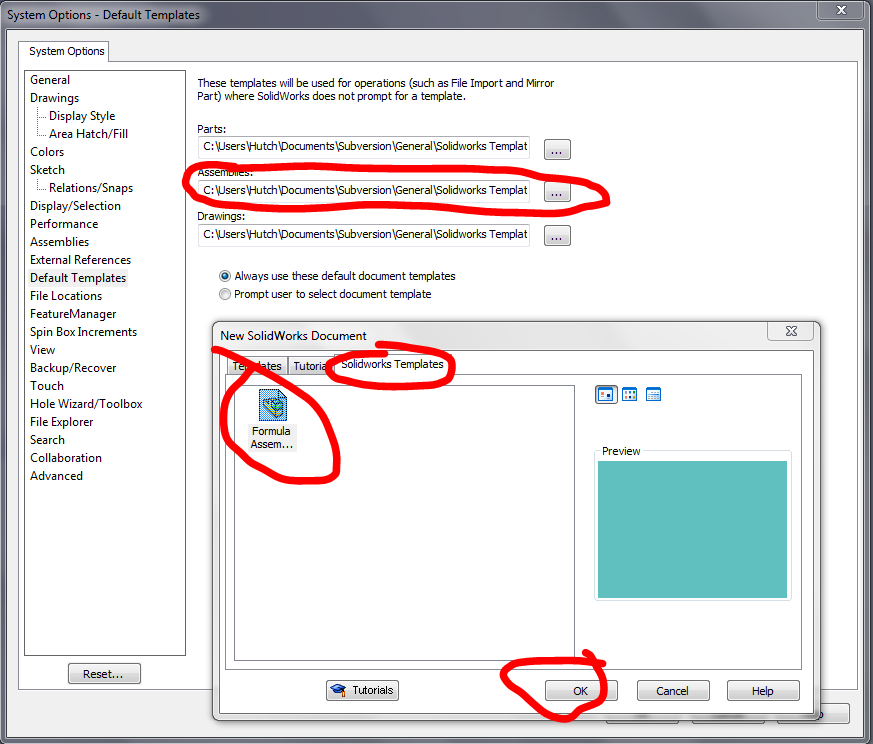 System Options - Default Templates
System Options
General
Drawings
Display Style
Area Hatch/Fill
Colors
Sketch
Relations/Snaps
Display/Selection
Performance
Assemblies
External References
Default Templates
File Locations
FeatureManager
Spin Box Increments
View
Backup/Recover
Touch
Hole Wizard/Toolbox
File Explorer
Search
Collaboration
Advanced
Reset...
These templates will be used for operations (such as File Import and Mirror
Part) where SolidWorks does not prompt for a template.
Parts:
C:\Users\Hutch\Documents\Subversion\General\Solidworks Templat
...
Assemblies:
C:\Users\Hutch\Documents\Subversion\General\Solidworks Templat
...
Drawings:
C:\Users\Hutch\Documents\Subversion\General\Solidworks Templat
...
Always use these default document templates
Prompt user to select document template
New SolidWorks Document
Templates
Tutorial
Solidworks Templates
Formula
Assem...
Preview
Tutorials
OK
Cancel
Help